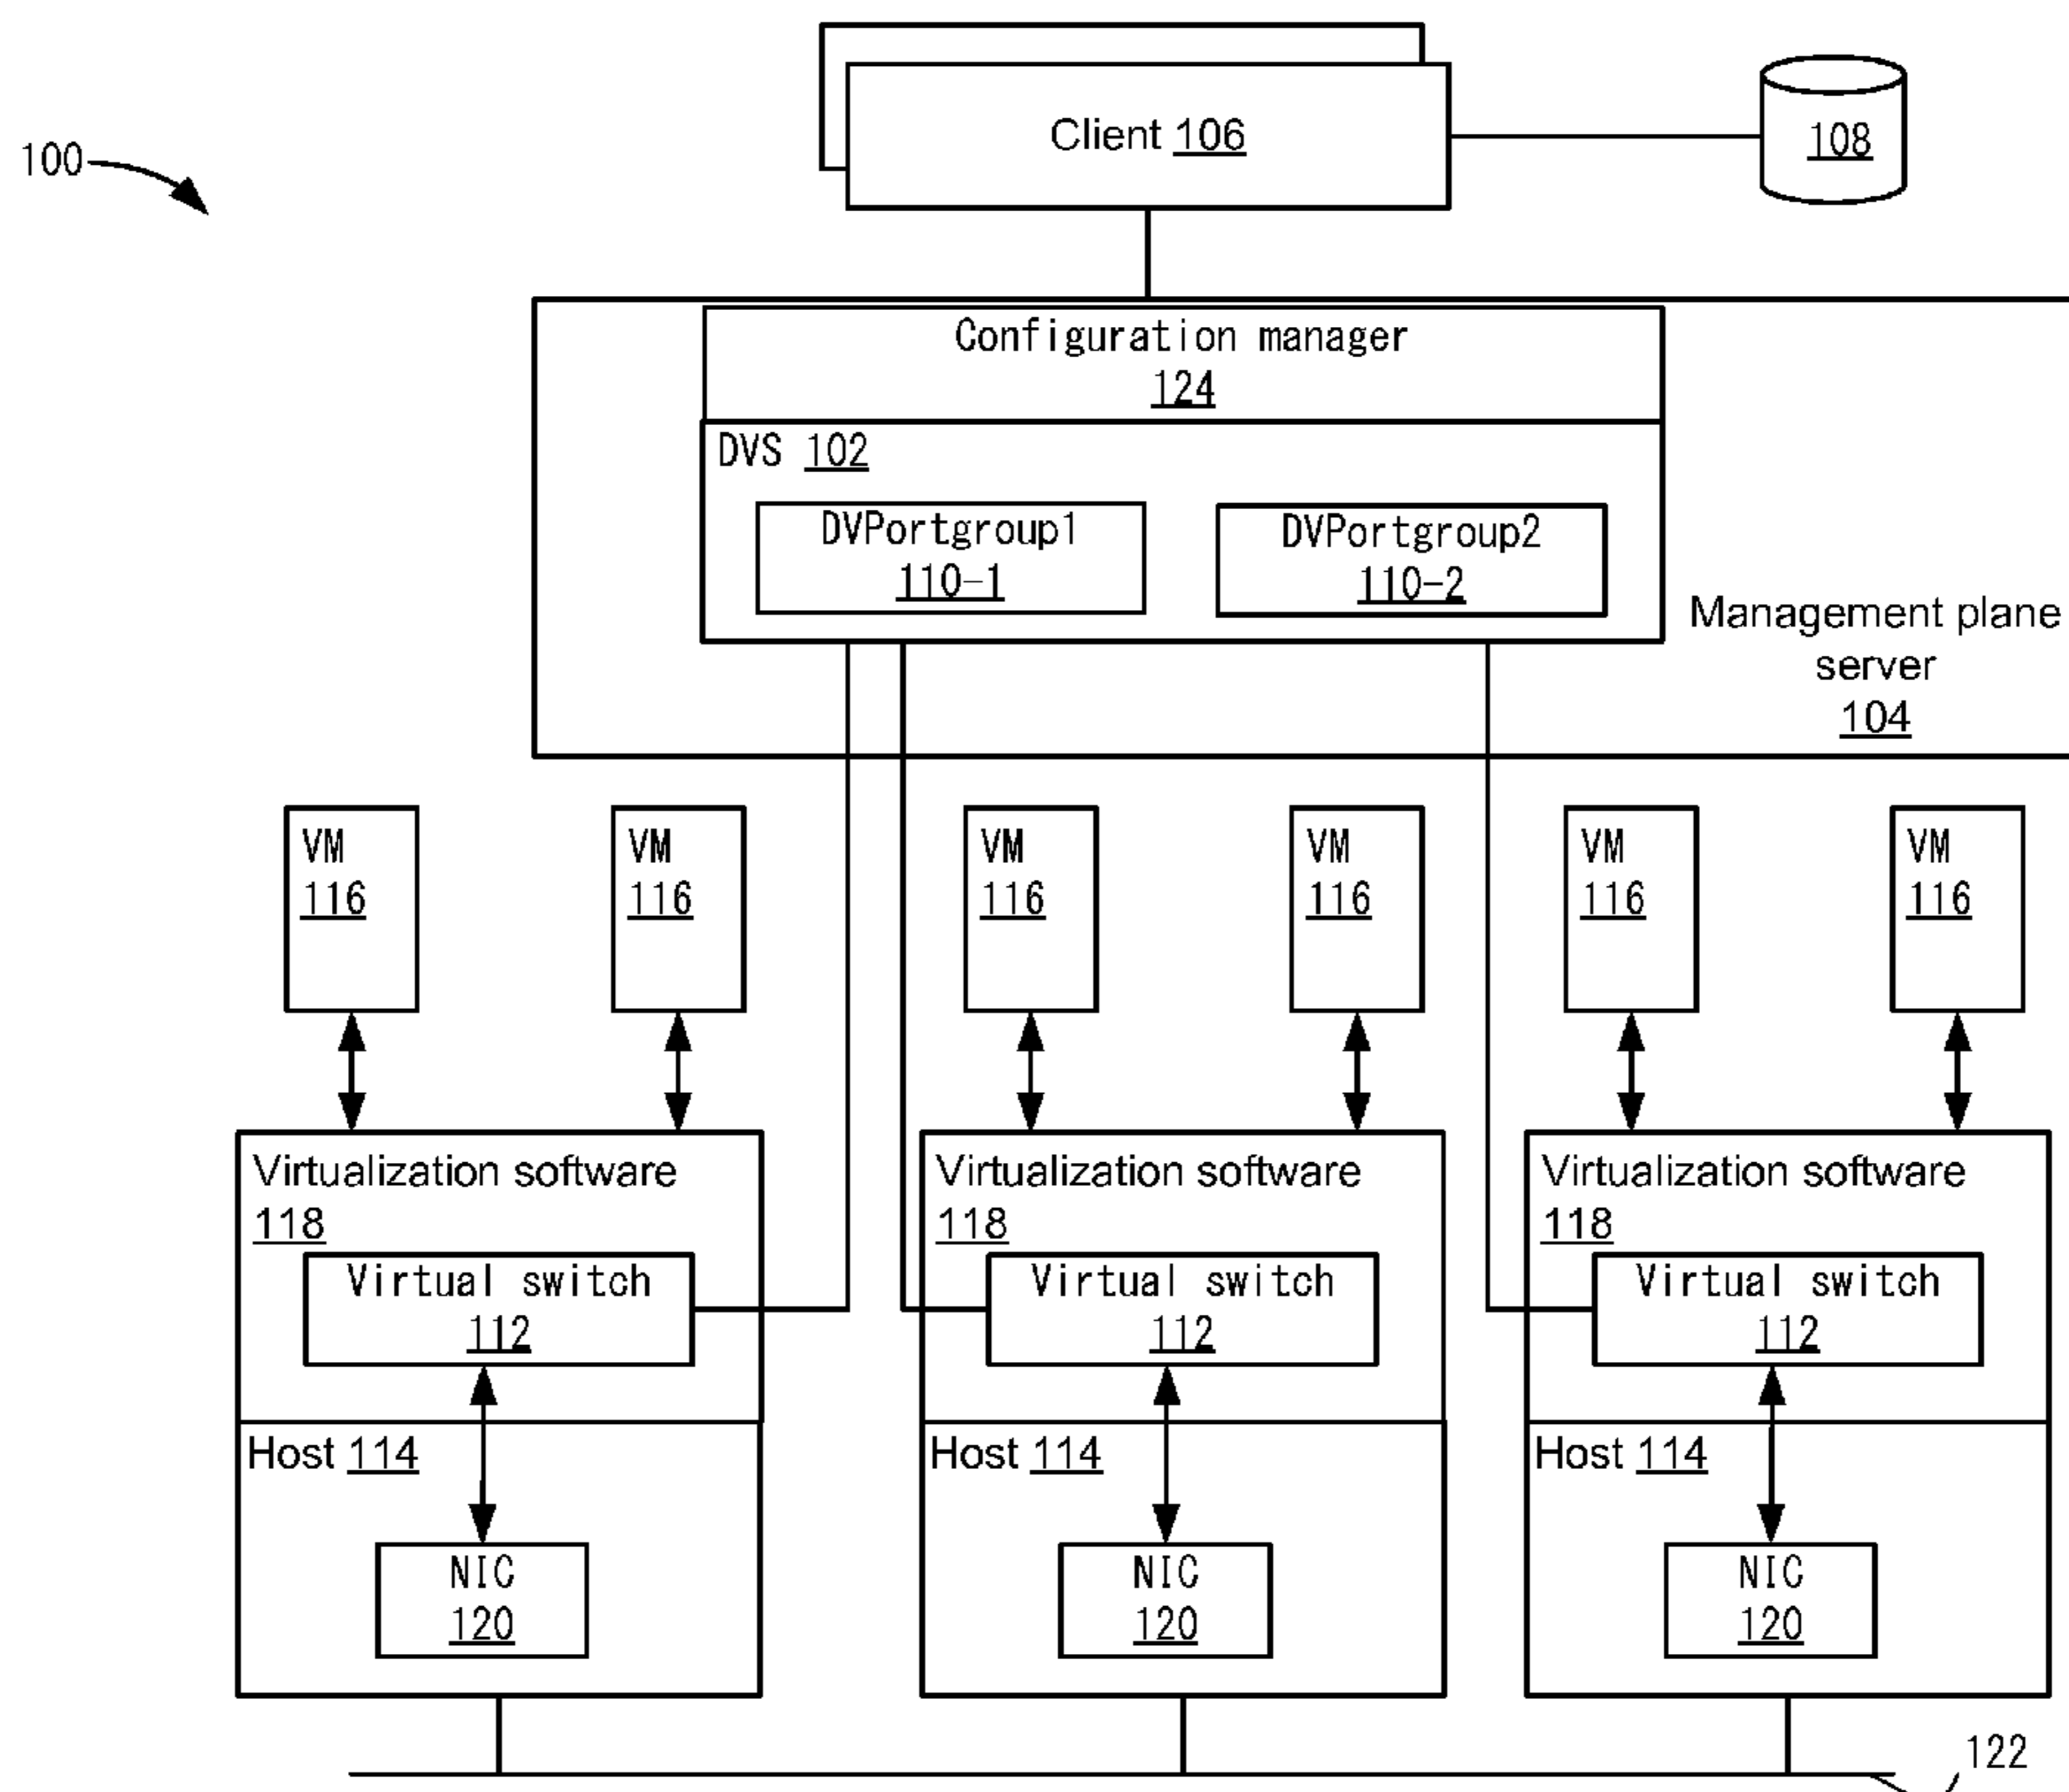 100
Client 106
108
Configuration manager
124
DVS 102
DVPortgroup1
110-1
DVPortgroup2
110-2
Management plane
server
104
VM
116
VM
116
VM
116
VM
116
VM
116
VM
116
Virtualization software
118
Virtual switch
112
Virtualization software
118
Virtual switch
112
Virtualization software
118
Virtual switch
112
Host 114
NIC
120
Host 114
NIC
120
Host 114
NIC
120
122